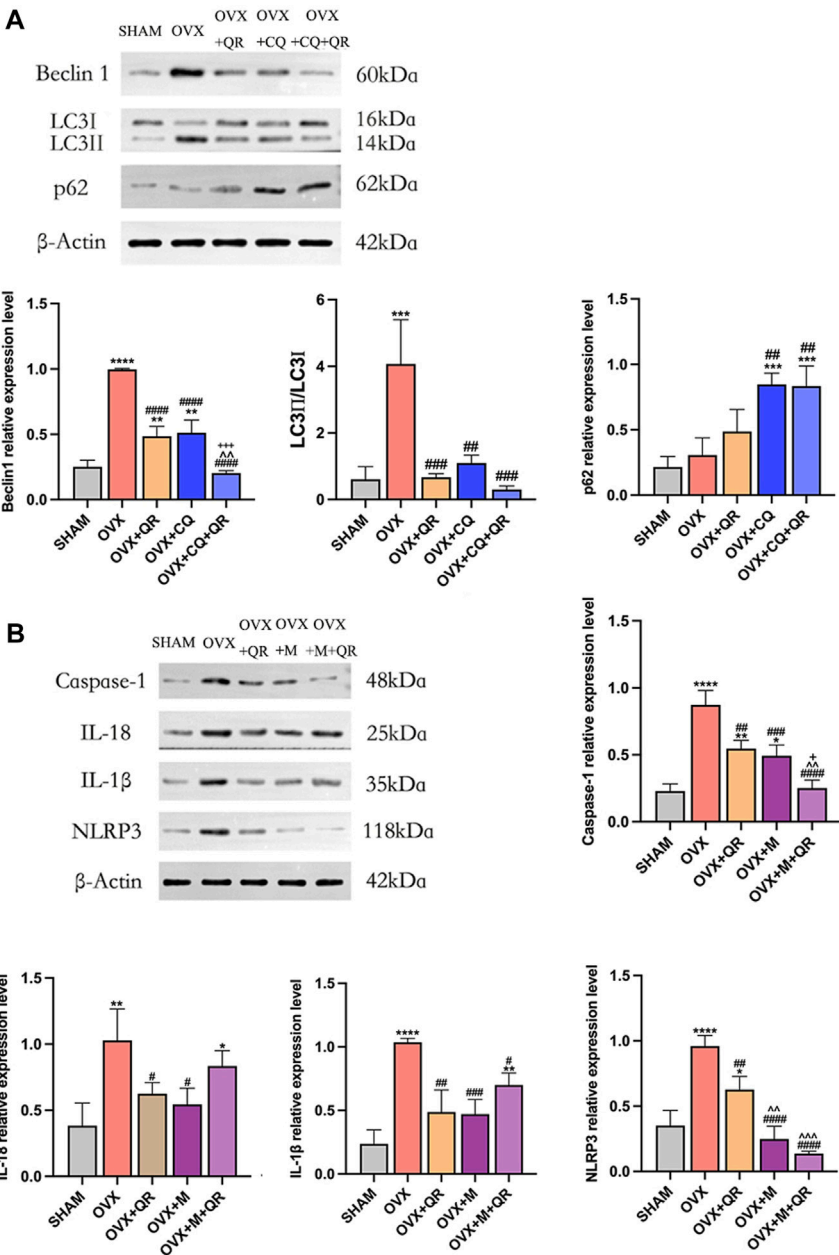 A
SHAM OVX OVX +QR OVX +CQ OVX +CQ+QR
Beclin 1 60kDa
LC3I 16kDa
LC3II 14kDa
p62 62kDa
β-Actin 42kDa
Beclin1 relative expression level
1.5
1.0
0.5
0.0
****
####
**
####
**
+++
^^
####
SHAM
OVX
OVX+QR
OVX+CQ
OVX+CQ+QR
LC3II/LC3I
6
4
2
0
***
###
##
###
SHAM
OVX
OVX+QR
OVX+CQ
OVX+CQ+QR
p62 relative expression level
1.5
1.0
0.5
0.0
##
***
##
***
SHAM
OVX
OVX+QR
OVX+CQ
OVX+CQ+QR
B
SHAM OVX OVX +QR OVX +M OVX +M+QR
Caspase-1 48kDa
IL-18 25kDa
IL-1β 35kDa
NLRP3 118kDa
β-Actin 42kDa
Caspase-1 relative expression level
1.5
1.0
0.5
0.0
****
##
**
###
*
+
^^
####
SHAM
OVX
OVX+QR
OVX+M
OVX+M+QR
IL-18 relative expression level
1.5
1.0
0.5
0.0
**
#
#
*
SHAM
OVX
OVX+QR
OVX+M
OVX+M+QR
IL-1β relative expression level
1.5
1.0
0.5
0.0
****
##
###
#
**
SHAM
OVX
OVX+QR
OVX+M
OVX+M+QR
NLRP3 relative expression level
1.5
1.0
0.5
0.0
****
##
*
^^
####
^^^
####
SHAM
OVX
OVX+QR
OVX+M
OVX+M+QR